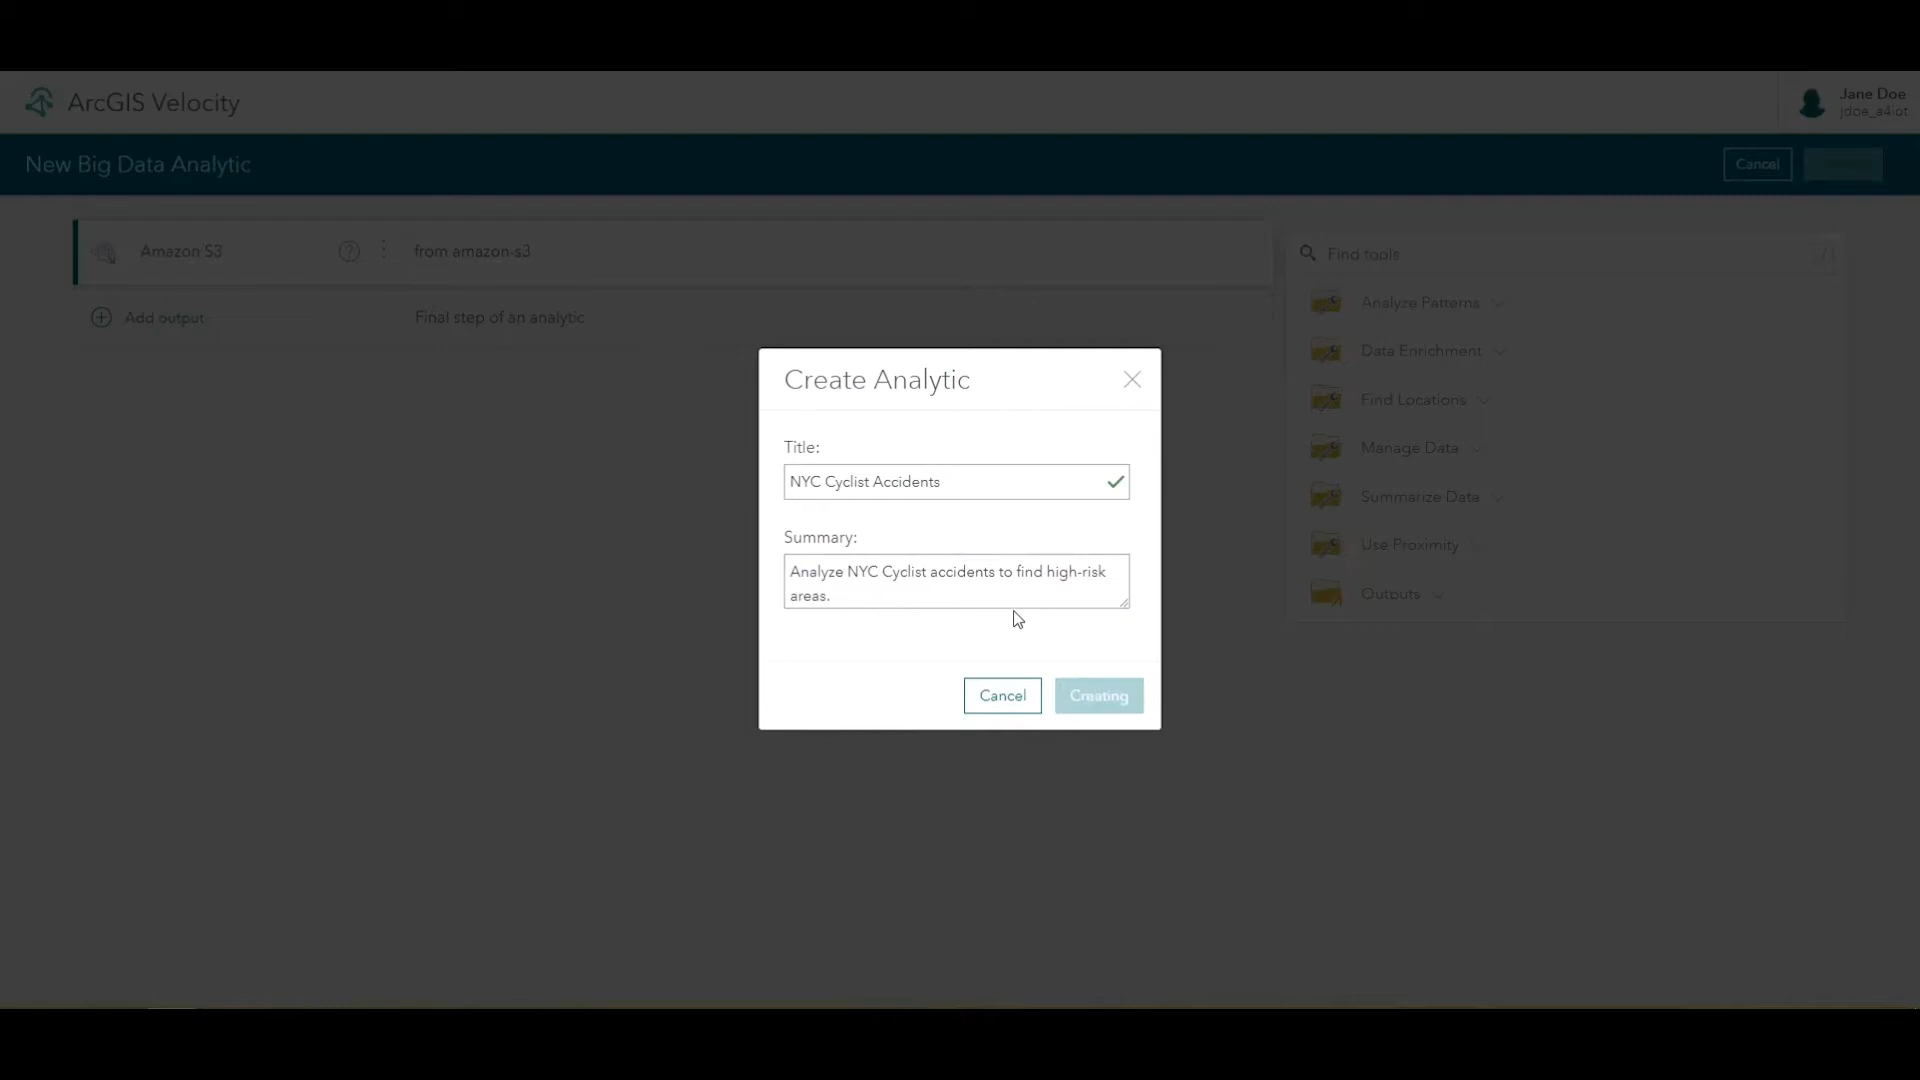 ArcGIS Velocity
Jane Doe
jdoe_a4iot
New Big Data Analytic
Cancel
Amazon S3
from amazon-s3
Add output
Final step of an analytic
Find tools
Analyze Patterns
Data Enrichment
Find Locations
Manage Data
Summarize Data
Use Proximity
Outputs
Create Analytic
Title:
NYC Cyclist Accidents
Summary:
Analyze NYC Cyclist accidents to find high-risk
areas.
Cancel
Creating